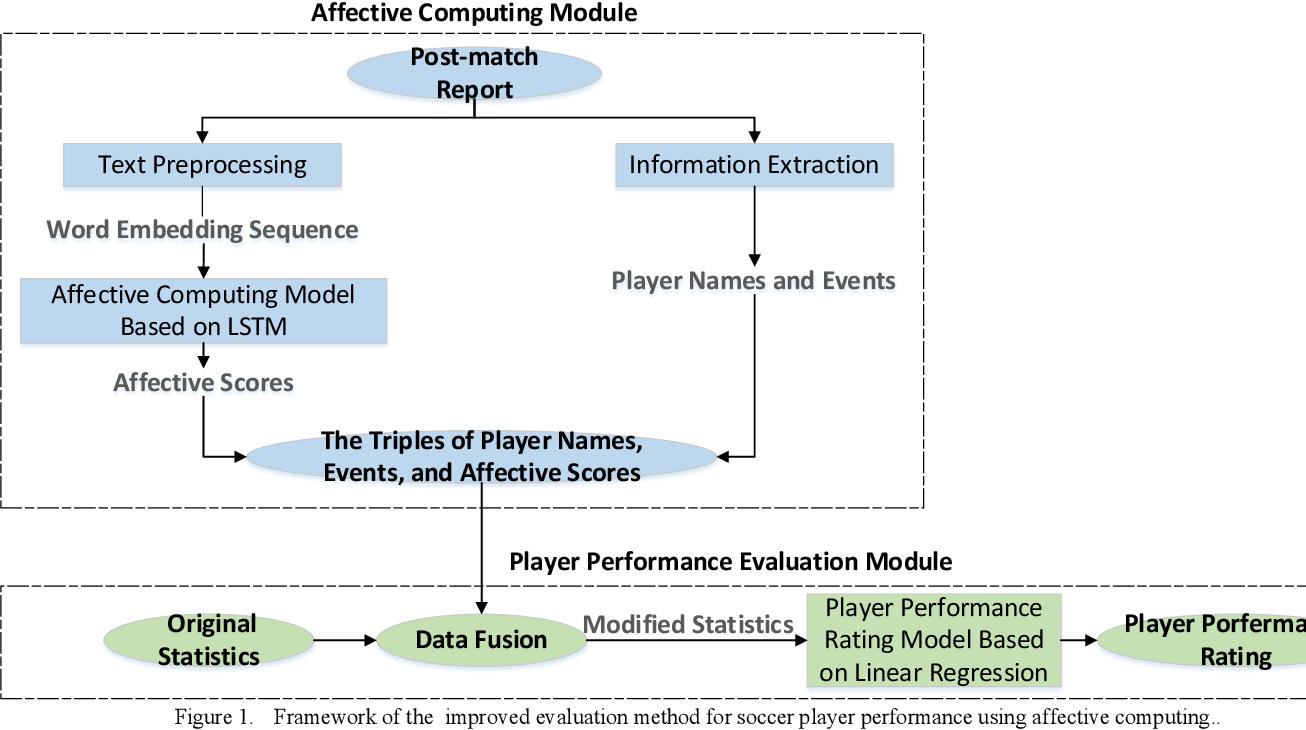 Affective Computing Module
Post-match
Report
Text Preprocessing
Information Extraction
Word Embedding Sequence
Player Names and Events
Affective Computing Model
Based on LSTM
Affective Scores
The Triples of Player Names,
Events, and Affective Scores
Player Performance Evaluation Module
Original
Statistics
Data Fusion
Modified Statistics
Player Performance
Rating Model Based
on Linear Regression
Player Porferma
Rating
Figure 1. Framework of the improved evaluation method for soccer player performance using affective computing..